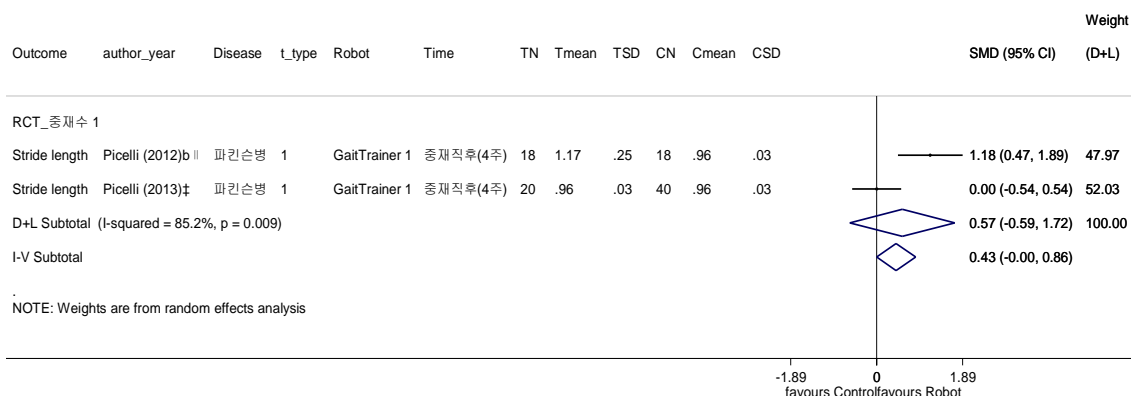 Weight
Outcome author_year Disease t_type Robot Time TN Tmean TSD CN Cmean CSD SMD (95% CI) (D+L)
RCT_중재수 1
Stride length Picelli (2012)b ∥ 파킨슨병 1 GaitTrainer 1 중재직후(4주) 18 1.17 .25 18 .96 .03 1.18 (0.47, 1.89) 47.97
Stride length Picelli (2013)‡ 파킨슨병 1 GaitTrainer 1 중재직후(4주) 20 .96 .03 40 .96 .03 0.00 (-0.54, 0.54) 52.03
D+L Subtotal (I-squared = 85.2%, p = 0.009) 0.57 (-0.59, 1.72) 100.00
I-V Subtotal 0.43 (-0.00, 0.86)
.
NOTE: Weights are from random effects analysis
-1.89 0 1.89
favours Controlfavours Robot